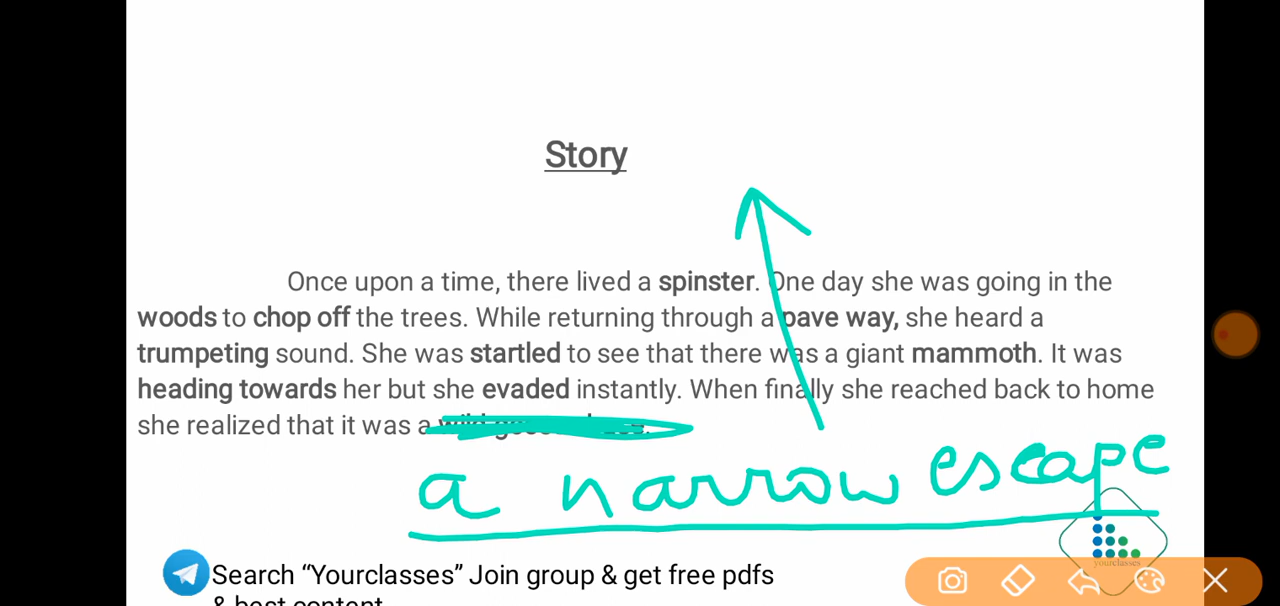 Story
Once upon a time, there lived a spinster. One day she was going in the
woods to chop off the trees. While returning through a pave way, she heard a
trumpeting sound. She was startled to see that there was a giant mammoth. It was
heading towards her but she evaded instantly. When finally she reached back to home
she realized that it was a
a narrow escape
yourclasses
Search “Yourclasses” Join group & get free pdfs
& best content